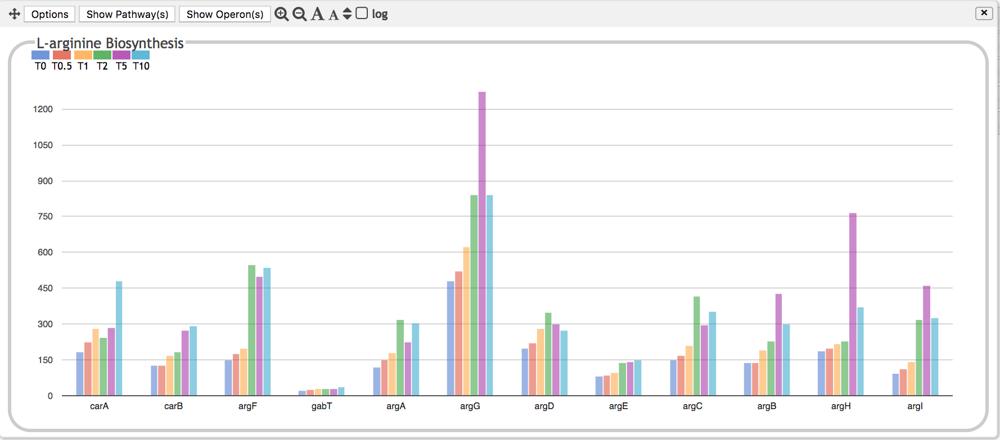 Options Show Pathway(s) Show Operon(s) A A log
L-arginine Biosynthesis
T0 T0.5 T1 T2 T5 T10
1200
1050
900
750
600
450
300
150
0
carA carB argF gabT argA argG argD argE argC argB argH argI